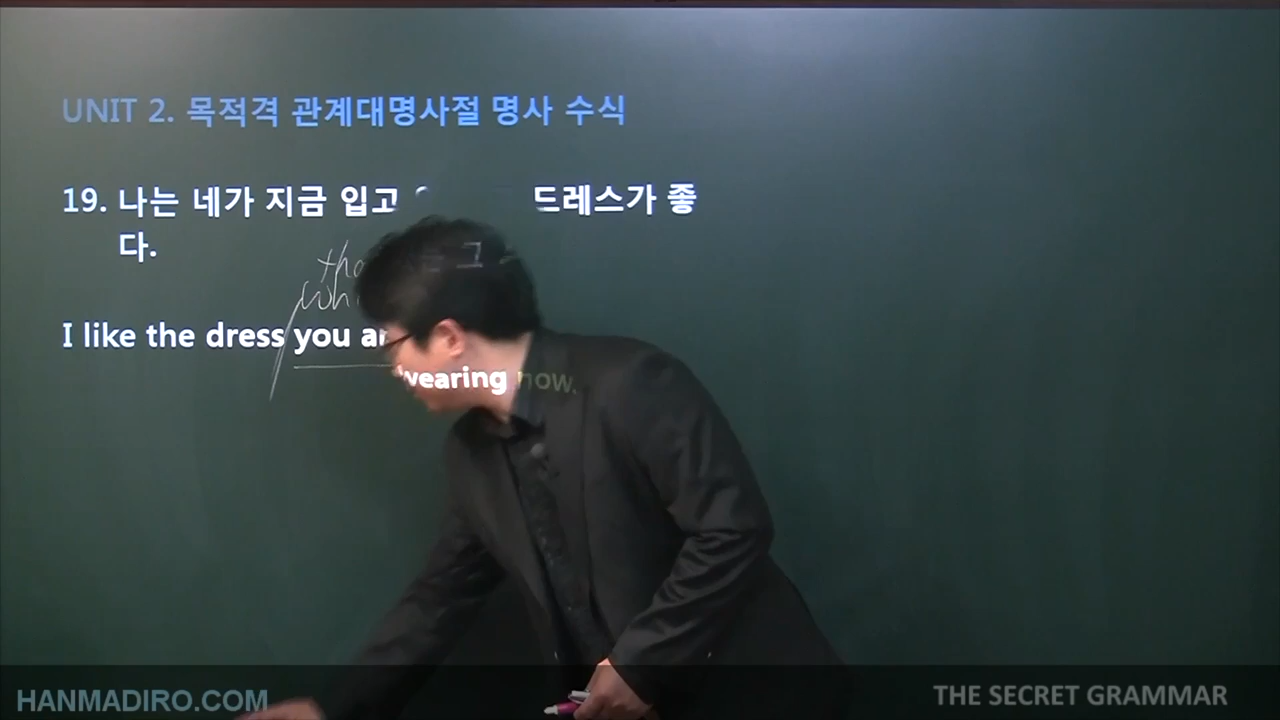 UNIT 2. 목적격 관계대명사절 명사 수식
19. 나는 네가 지금 입고 드레스가 좋
다.
I like the dress you
wearing now.
HANMADIRO.COM
THE SECRET GRAMMAR